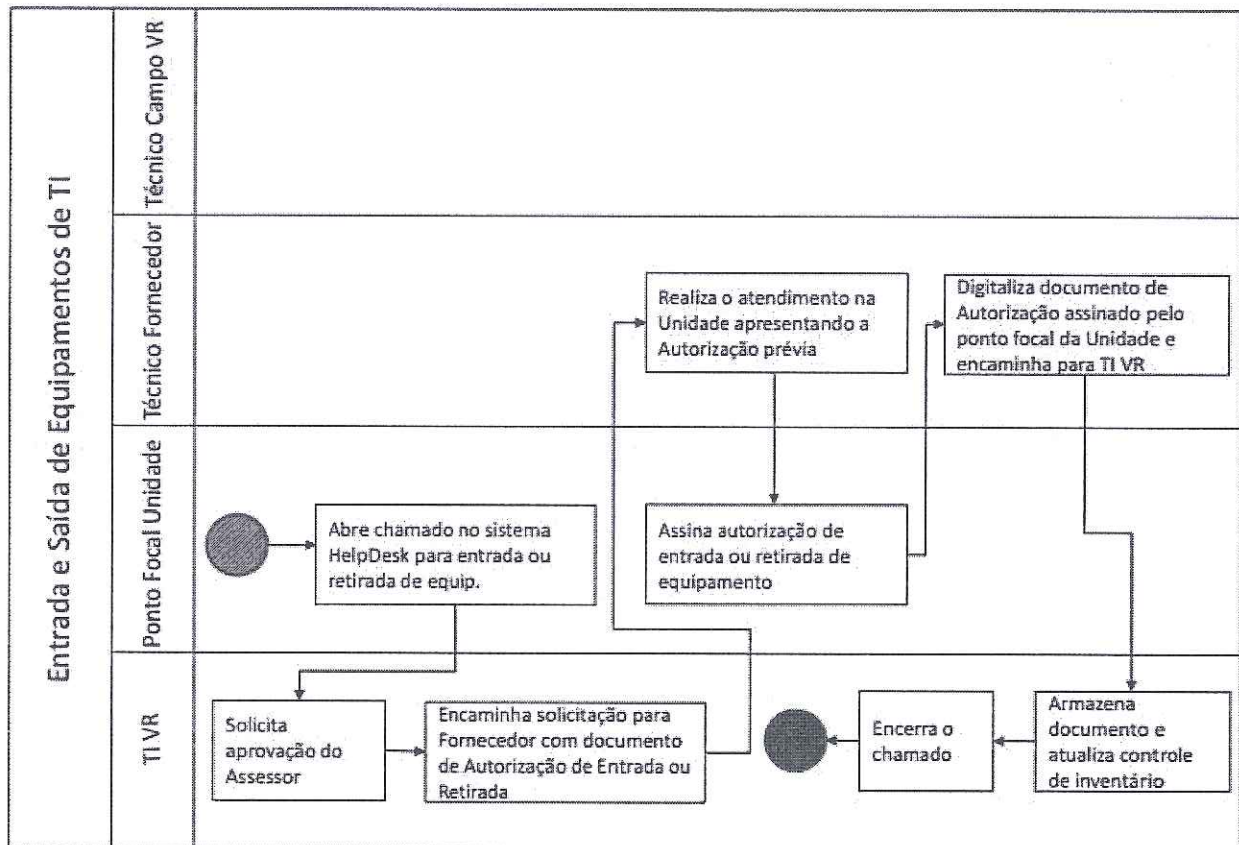 Entrada e Saída de Equipamentos de TI
Técnico Campo VR
Técnico Fornecedor
Realiza o atendimento na
Unidade apresentando a
Autorização prévia
Digitaliza documento de
Autorização assinado pelo
ponto focal da Unidade e
encaminha para TI VR
Ponto Focal Unidade
Abre chamado no sistema
HelpDesk para entrada ou
retirada de equip.
Assina autorização de
entrada ou retirada de
equipamento
TI VR
Solicita
aprovação do
Assessor
Encaminha solicitação para
Fornecedor com documento
de Autorização de Entrada ou
Retirada
Encerra o
chamado
Armazena
documento e
atualiza controle
de inventário